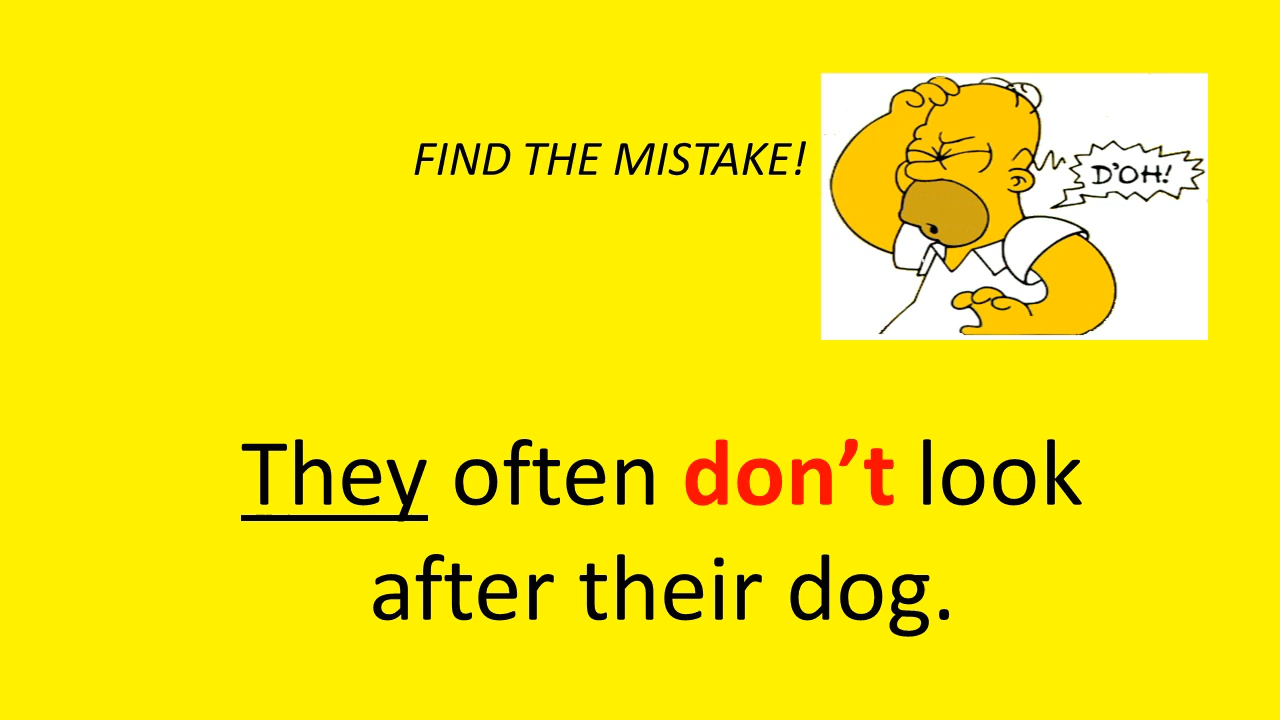 FIND THE MISTAKE!
D'OH!
They often don’t look
after their dog.